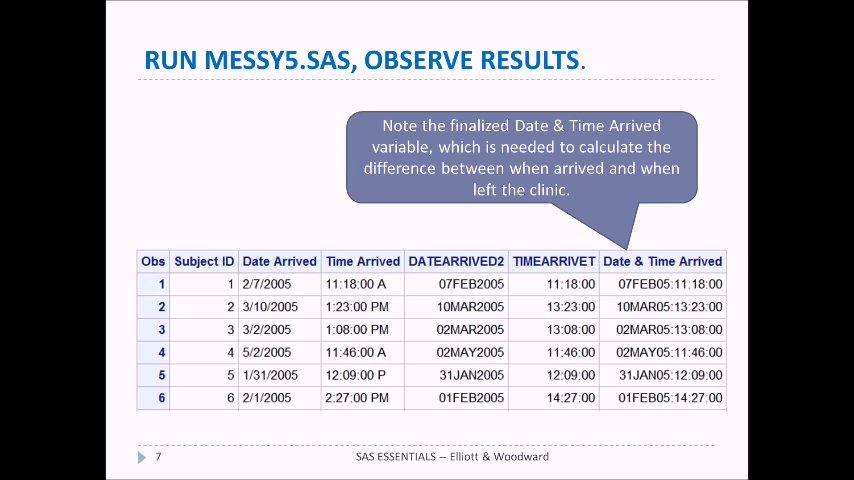 RUN MESSY5.SAS, OBSERVE RESULTS.
Note the finalized Date & Time Arrived
variable, which is needed to calculate the
difference between when arrived and when
left the clinic.
Obs Subject ID Date Arrived Time Arrived DATEARRIVED2 TIMEARRIVET Date & Time Arrived
1 1 2/7/2005 11:18:00 A 07FEB2005 11:18:00 07FEB05:11:18:00
2 2 3/10/2005 1:23:00 PM 10MAR2005 13:23:00 10MAR05:13:23:00
3 3 3/2/2005 1:08:00 PM 02MAR2005 13:08:00 02MAR05:13:08:00
4 4 5/2/2005 11:46:00 A 02MAY2005 11:46:00 02MAY05:11:46:00
5 5 1/31/2005 12:09:00 P 31JAN2005 12:09:00 31JAN05:12:09:00
6 6 2/1/2005 2:27:00 PM 01FEB2005 14:27:00 01FEB05:14:27:00
7 SAS ESSENTIALS -- Elliott & Woodward